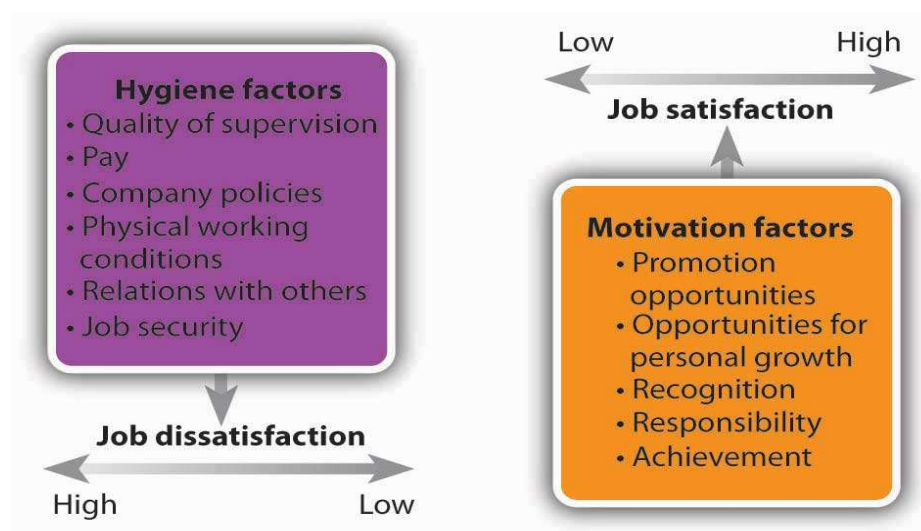 Hygiene factors
• Quality of supervision
• Pay
• Company policies
• Physical working
conditions
• Relations with others
• Job security
Job dissatisfaction
High Low
Low High
Job satisfaction
Motivation factors
• Promotion
opportunities
• Opportunities for
personal growth
• Recognition
• Responsibility
• Achievement